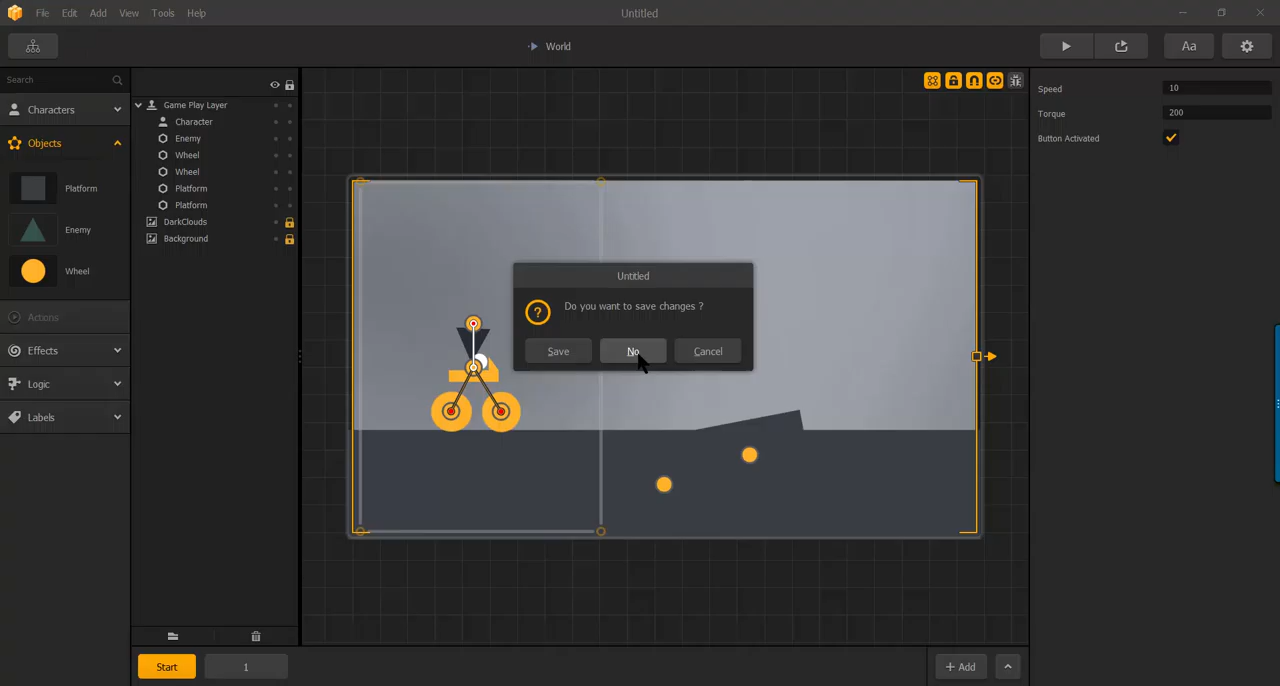 File Edit Add View Tools Help
Untitled
World
Aa
Search
Characters
Objects
Platform
Enemy
Wheel
Actions
Effects
Logic
Labels
Game Play Layer
Character
Enemy
Wheel
Wheel
Platform
Platform
DarkClouds
Background
Untitled
?
Do you want to save changes ?
Save No Cancel
Speed 10
Torque 200
Button Activated
Start 1
+ Add